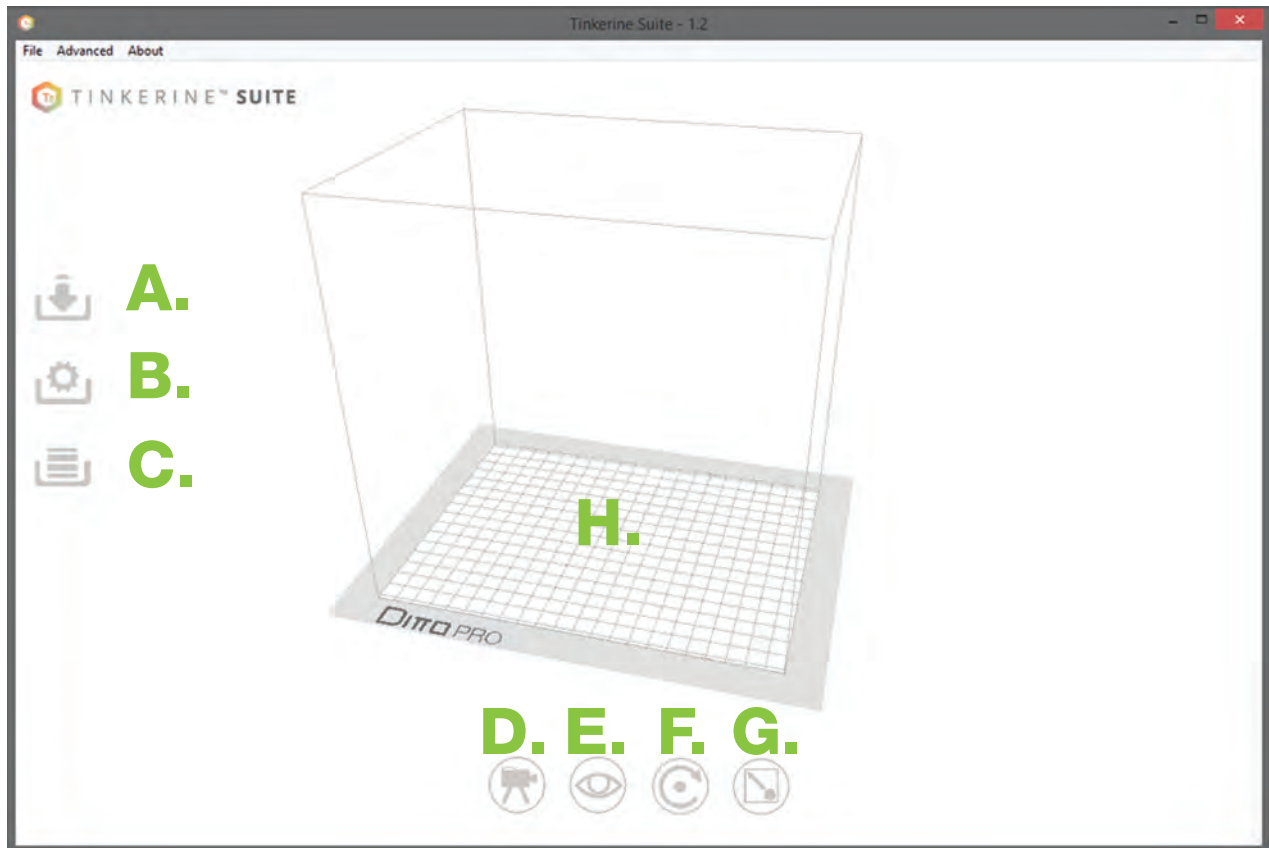 Tinkerine Suite - 1.2
File Advanced About
TINKERINE™ SUITE
A.
B.
C.
H.
DITTO PRO
D. E. F. G.